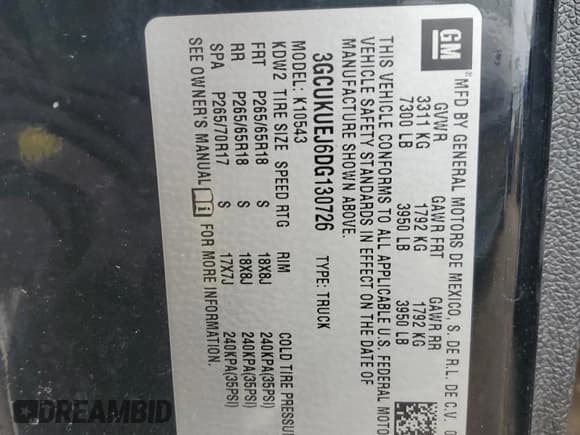 GM
MFD BY GENERAL MOTORS DE MEXICO, S. DE R.L. DE C.V. 0
GVWR GAWR FRT GAWR RR
3311 KG 1792 KG 1792 KG
7300 LB 3950 LB 3950 LB
THIS VEHICLE CONFORMS TO ALL APPLICABLE U.S. FEDERAL MOTO
VEHICLE SAFETY STANDARDS IN EFFECT ON THE DATE OF
MANUFACTURE SHOWN ABOVE.
3GCUKUEJ6DG130726 TYPE: TRUCK
MODEL: K10543
KDW2 TIRE SIZE SPEED RTG RIM COLD TIRE PRESSU
FRT P265/65R18 S 18X8J 240KPA(35PSI)
RR P265/65R18 S 18X8J 240KPA(35PSI)
SPA P265/70R17 S 17X7J 240KPA(35PSI)
SEE OWNER'S MANUAL i FOR MORE INFORMATION.
DREAMBID